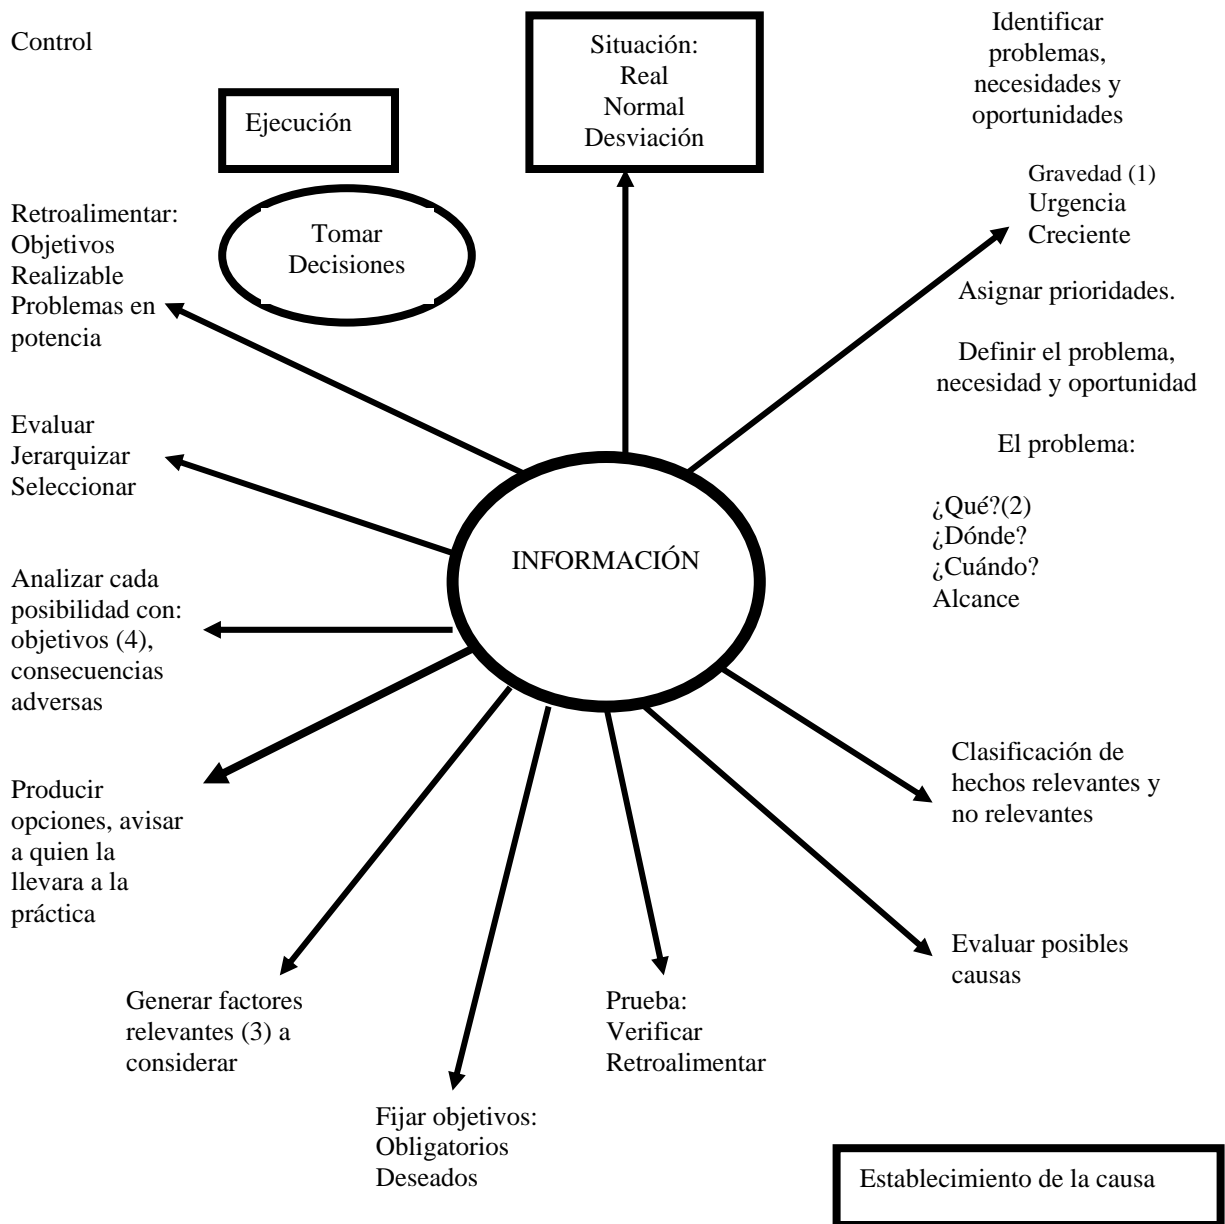 Control
Situación:
Real
Normal
Desviación
Identificar
problemas,
necesidades y
oportunidades
Ejecución
Gravedad (1)
Urgencia
Creciente
Retroalimentar:
Objetivos
Realizable
Problemas en
potencia
Tomar
Decisiones
Asignar prioridades.
Definir el problema,
necesidad y oportunidad
Evaluar
Jerarquizar
Seleccionar
El problema:
¿Qué?(2)
¿Dónde?
¿Cuándo?
Alcance
INFORMACIÓN
Analizar cada
posibilidad con:
objetivos (4),
consecuencias
adversas
Clasificación de
hechos relevantes y
no relevantes
Producir
opciones, avisar
a quien la
llevara a la
práctica
Evaluar posibles
causas
Generar factores
relevantes (3) a
considerar
Prueba:
Verificar
Retroalimentar
Fijar objetivos:
Obligatorios
Deseados
Establecimiento de la causa